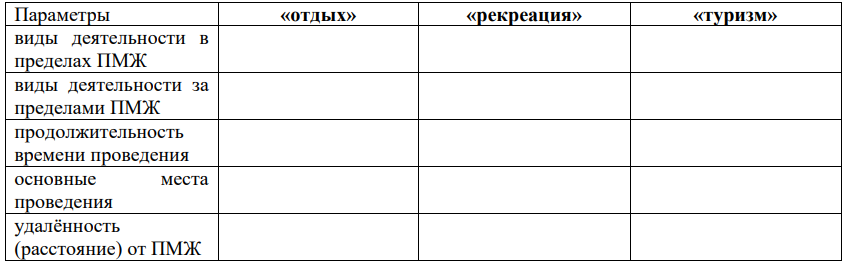 Параметры «отдых» «рекреация» «туризм»
виды деятельности в
пределах ПМЖ
виды деятельности за
пределами ПМЖ
продолжительность
времени проведения
основные места
проведения
удалённость
(расстояние) от ПМЖ